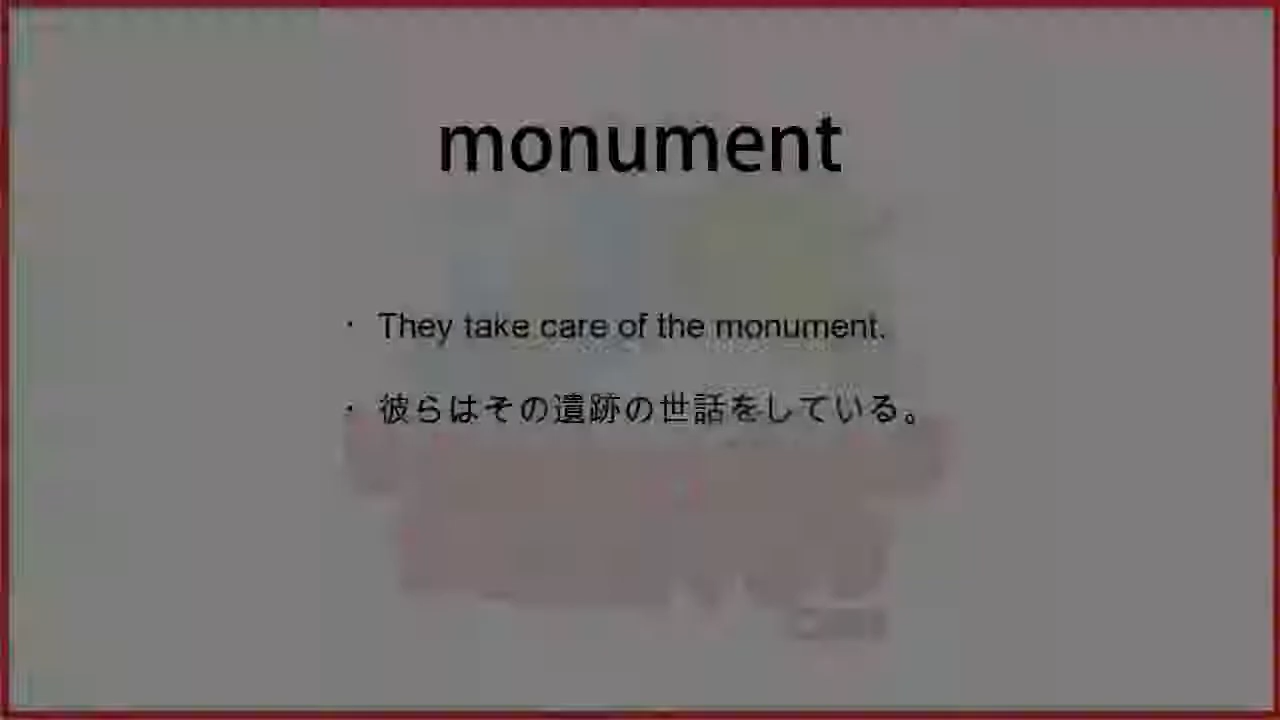 monument
・ They take care of the monument.
・ 彼らはその遺跡の世話をしている。